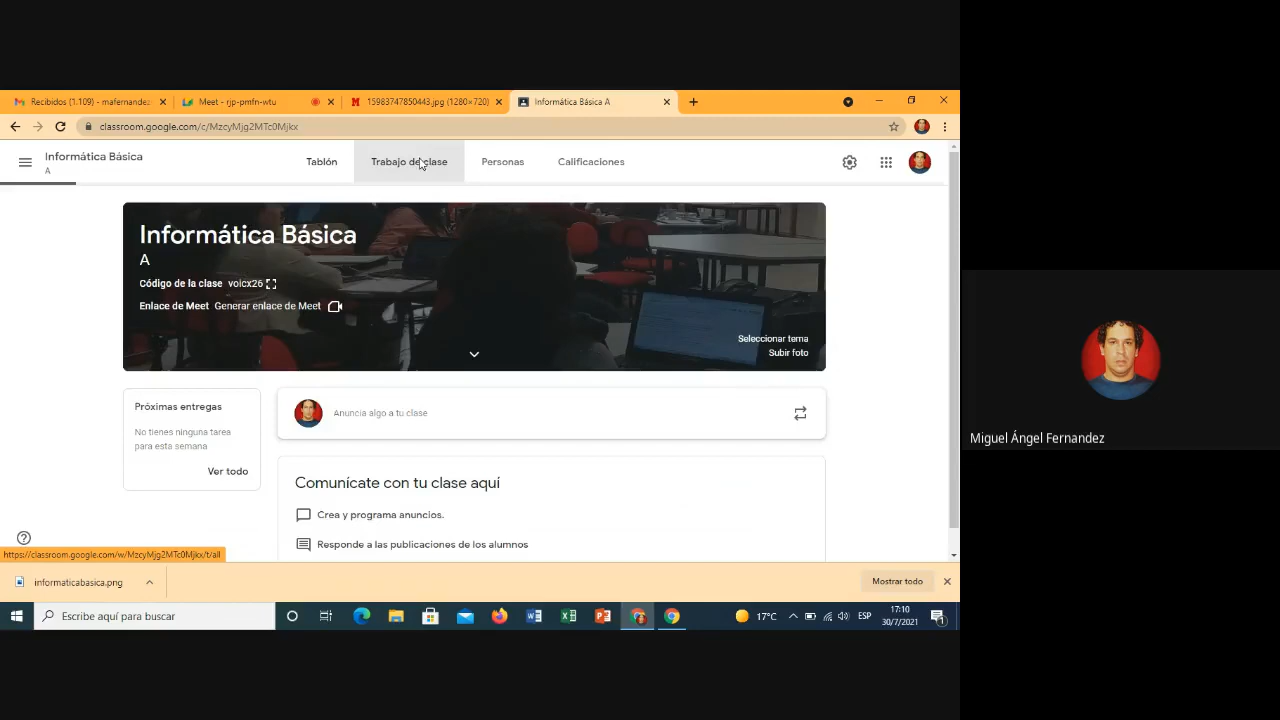 Recibidos (1.109) - mafernandez
Meet - rjp-pmfn-wtu
15983747850443.jpg (1280×720)
Informática Básica A
classroom.google.com/c/MzcyMjg2MTc0Mjkx
Informática Básica
A
Tablón
Trabajo de clase
Personas
Calificaciones
Informática Básica
A
Código de la clase voicx26
Enlace de Meet Generar enlace de Meet
Seleccionar tema
Subir foto
Próximas entregas
No tienes ninguna tarea
para esta semana
Ver todo
Anuncia algo a tu clase
Comunícate con tu clase aquí
Crea y programa anuncios.
Responde a las publicaciones de los alumnos
https://classroom.google.com/w/MzcyMjg2MTc0Mjkx/t/all
informaticabasica.png
Mostrar todo
Escribe aquí para buscar
17°C
ESP
17:10
30/7/2021
1
Miguel Ángel Fernandez